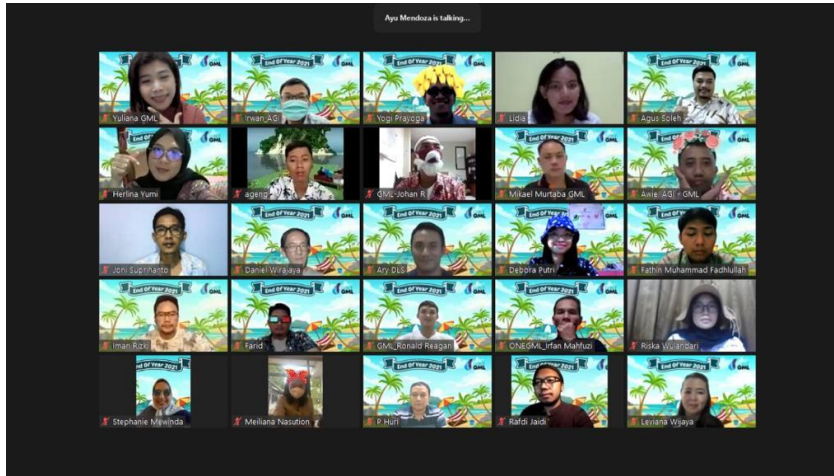 Ayu Mendoza is talking...
End Of Year 2021
GML
Yuliana GML
Irwan_AGI
Yogi Prayoga
Lidia
Agus Soleh
Herlina Yumi
ageng
GML-Johan R
Mikael Murtaba GML
Awie_AGI - GML
Joni Suprihanto
Daniel Wirajaya
Ary DLS
Debora Putri
Fathin Muhammad Fadhlullah
Iman Rizki
Farid
GML_Ronald Reagan
ONEGML_Irfan Mahfuzi
Riska Wulandari
Stephanie Meiwinda
Meiliana Nasution
P Huri
Rafdi Jaidi
Leviana Wijaya